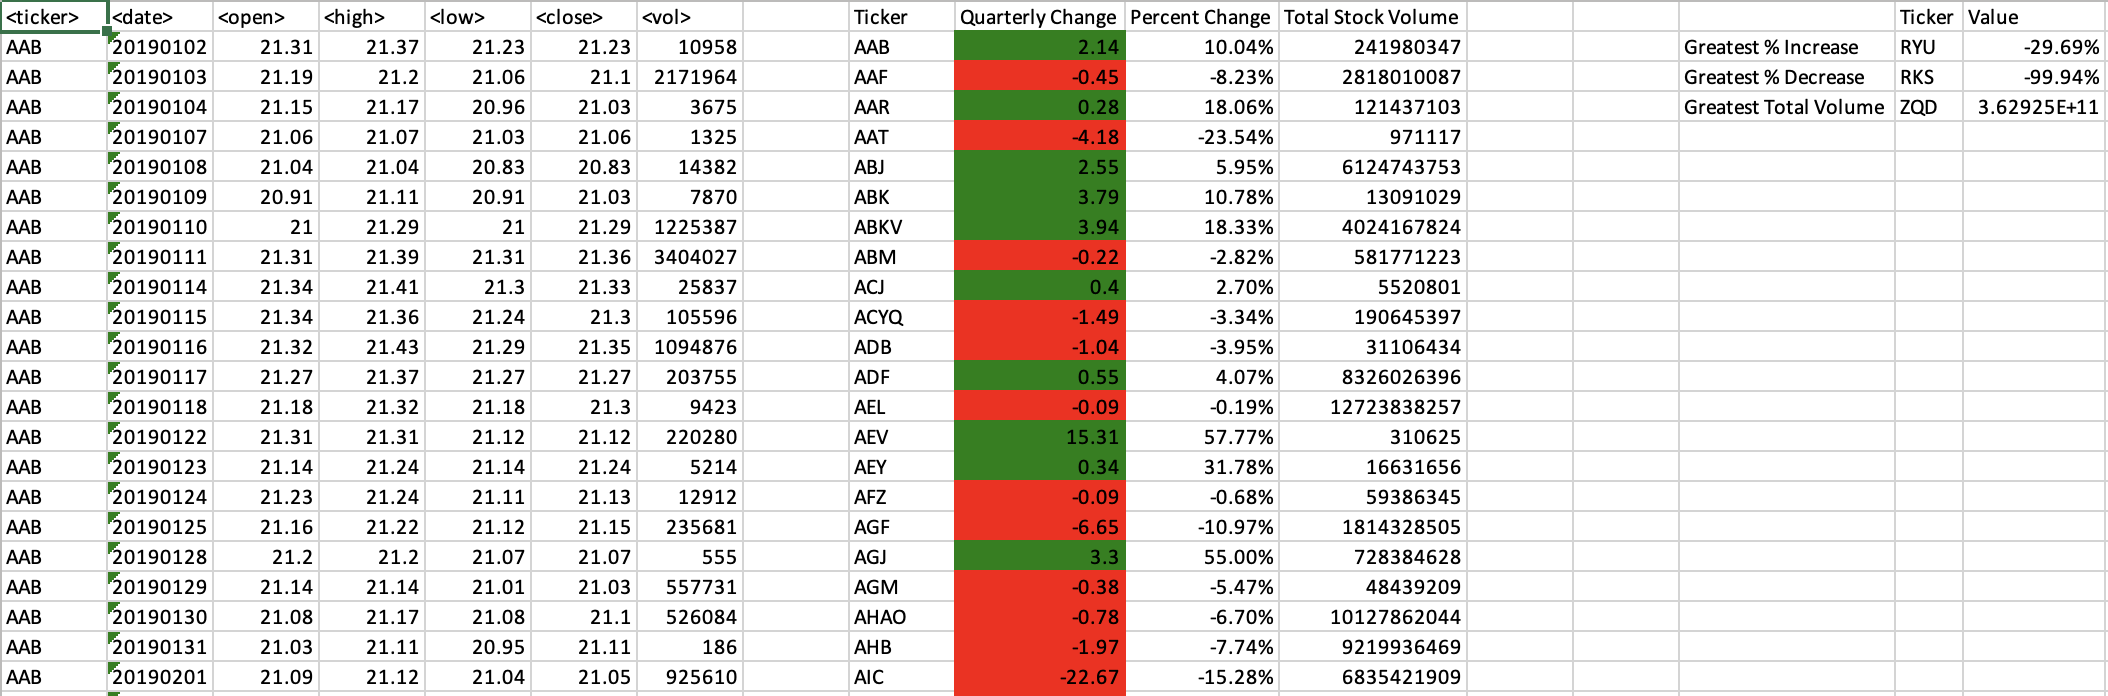 <ticker> <date> <open> <high> <low> <close> <vol> Ticker Quarterly Change Percent Change Total Stock Volume Ticker Value
AAB 20190102 21.31 21.37 21.23 21.23 10958 AAB 2.14 10.04% 241980347 Greatest % Increase RYU -29.69%
AAB 20190103 21.19 21.2 21.06 21.1 2171964 AAF -0.45 -8.23% 2818010087 Greatest % Decrease RKS -99.94%
AAB 20190104 21.15 21.17 20.96 21.03 3675 AAR 0.28 18.06% 121437103 Greatest Total Volume ZQD 3.62925E+11
AAB 20190107 21.06 21.07 21.03 21.06 1325 AAT -4.18 -23.54% 971117
AAB 20190108 21.04 21.04 20.83 20.83 14382 ABJ 2.55 5.95% 6124743753
AAB 20190109 20.91 21.11 20.91 21.03 7870 ABK 3.79 10.78% 13091029
AAB 20190110 21 21.29 21 21.29 1225387 ABKV 3.94 18.33% 4024167824
AAB 20190111 21.31 21.39 21.31 21.36 3404027 ABM -0.22 -2.82% 581771223
AAB 20190114 21.34 21.41 21.3 21.33 25837 ACJ 0.4 2.70% 5520801
AAB 20190115 21.34 21.36 21.24 21.3 105596 ACYQ -1.49 -3.34% 190645397
AAB 20190116 21.32 21.43 21.29 21.35 1094876 ADB -1.04 -3.95% 31106434
AAB 20190117 21.27 21.37 21.27 21.27 203755 ADF 0.55 4.07% 8326026396
AAB 20190118 21.18 21.32 21.18 21.3 9423 AEL -0.09 -0.19% 12723838257
AAB 20190122 21.31 21.31 21.12 21.12 220280 AEV 15.31 57.77% 310625
AAB 20190123 21.14 21.24 21.14 21.24 5214 AEY 0.34 31.78% 16631656
AAB 20190124 21.23 21.24 21.11 21.13 12912 AFZ -0.09 -0.68% 59386345
AAB 20190125 21.16 21.22 21.12 21.15 235681 AGF -6.65 -10.97% 1814328505
AAB 20190128 21.2 21.2 21.07 21.07 555 AGJ 3.3 55.00% 728384628
AAB 20190129 21.14 21.14 21.01 21.03 557731 AGM -0.38 -5.47% 48439209
AAB 20190130 21.08 21.17 21.08 21.1 526084 AHAO -0.78 -6.70% 10127862044
AAB 20190131 21.03 21.11 20.95 21.11 186 AHB -1.97 -7.74% 9219936469
AAB 20190201 21.09 21.12 21.04 21.05 925610 AIC -22.67 -15.28% 6835421909